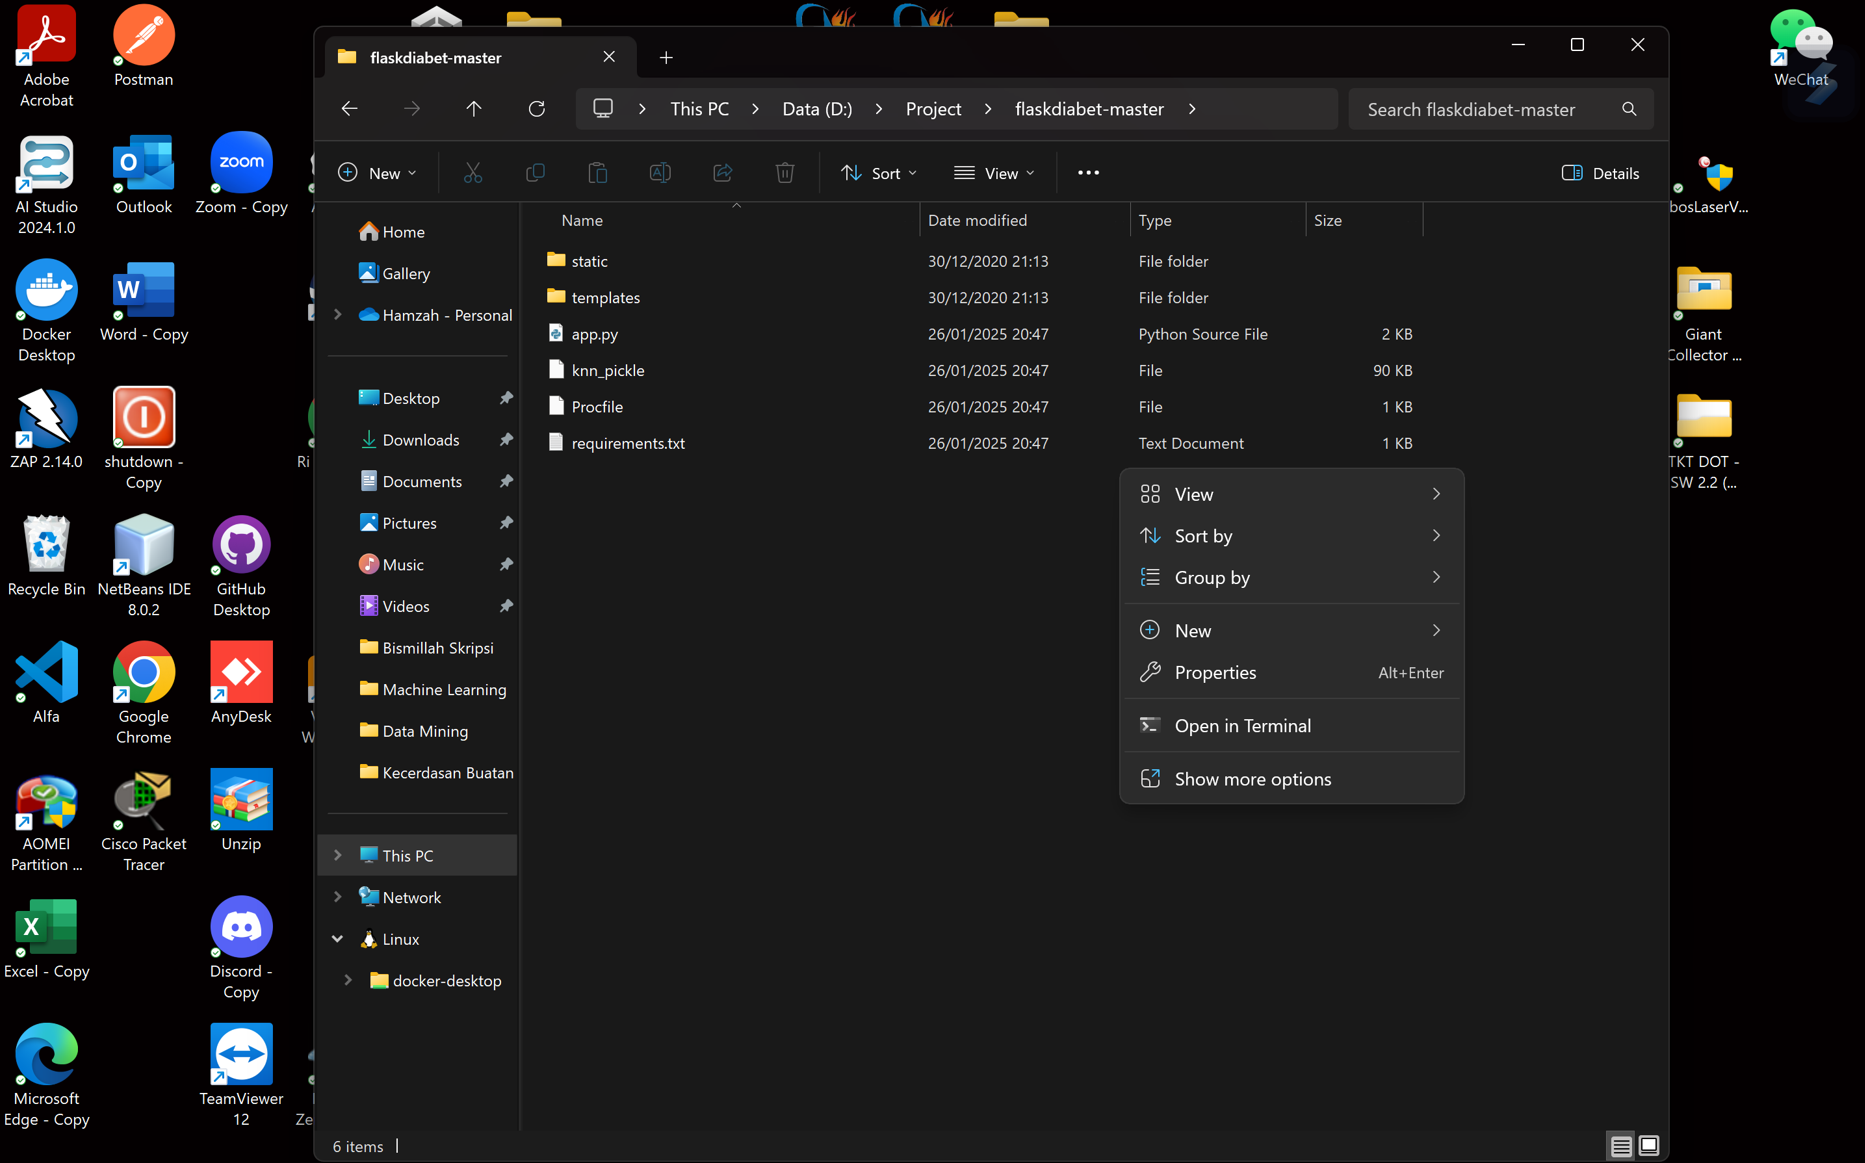 Adobe
Acrobat
Postman
AI Studio
2024.1.0
Outlook
Zoom - Copy
Docker
Desktop
Word - Copy
ZAP 2.14.0
shutdown -
Copy
Recycle Bin
NetBeans IDE
8.0.2
GitHub
Desktop
Alfa
Google
Chrome
AnyDesk
AOMEI
Partition ...
Cisco Packet
Tracer
Unzip
Excel - Copy
Discord -
Copy
Microsoft
Edge - Copy
TeamViewer
12
zoom
flaskdiabet-master
This PC
Data (D:)
Project
flaskdiabet-master
Search flaskdiabet-master
New
Sort
View
Details
Home
Gallery
Hamzah - Personal
Desktop
Downloads
Documents
Pictures
Music
Videos
Bismillah Skripsi
Machine Learning
Data Mining
Kecerdasan Buatan
This PC
Network
Linux
docker-desktop
Name Date modified Type Size
static 30/12/2020 21:13 File folder
templates 30/12/2020 21:13 File folder
app.py 26/01/2025 20:47 Python Source File 2 KB
knn_pickle 26/01/2025 20:47 File 90 KB
Procfile 26/01/2025 20:47 File 1 KB
requirements.txt 26/01/2025 20:47 Text Document 1 KB
View
Sort by
Group by
New
Properties Alt+Enter
Open in Terminal
Show more options
6 items
WeChat
bosLaserV...
Giant
Collector ...
TKT DOT -
SW 2.2 (...